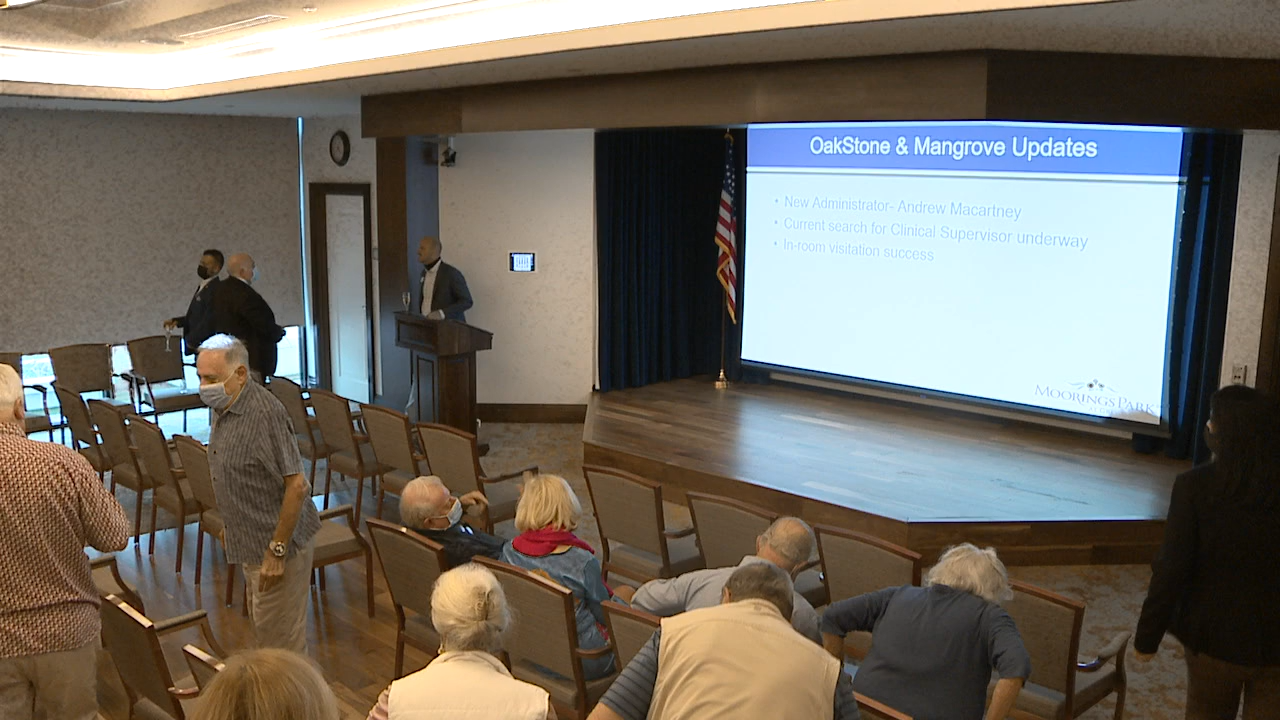 OakStone & Mangrove Updates
• New Administrator- Andrew Macartney
• Current search for Clinical Supervisor underway
• In-room visitation success
MOORINGS PARK